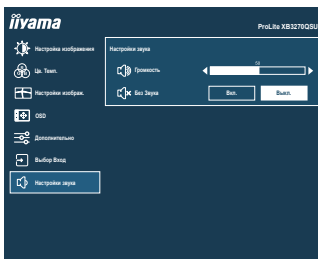 iiyama
ProLite XB3270QSU
Настройка изображения
Настройки звука
Цв. Темп.
Громкость
50
Настройки изображ.
Без Звука
Вкл.
Выкл.
OSD
Дополнительно
Выбор Вход
Настройки звука